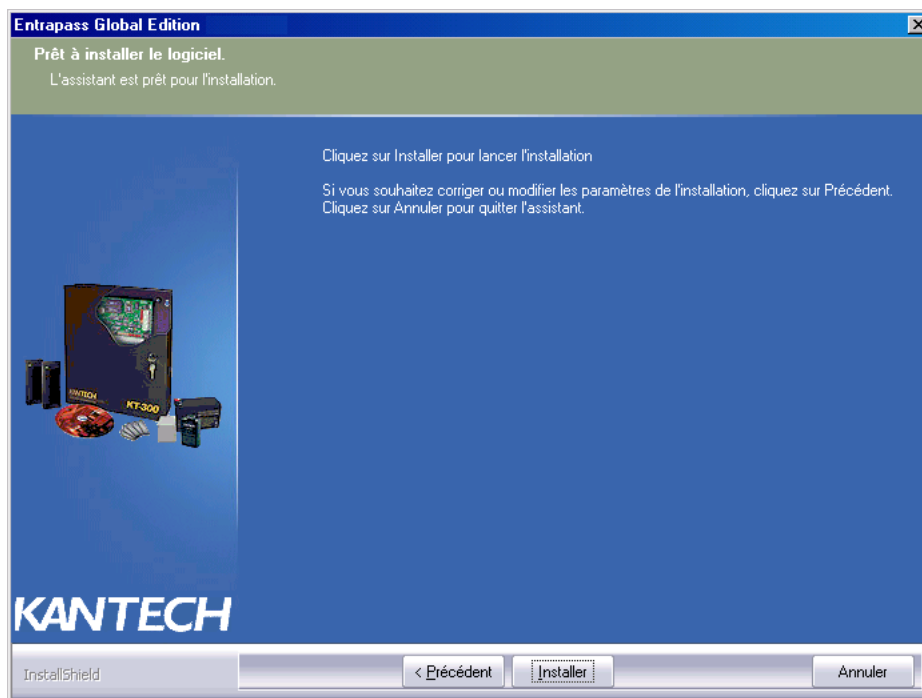 Entrapass Global Edition
Prêt à installer le logiciel.
L'assistant est prêt pour l'installation.
Cliquez sur Installer pour lancer l'installation
Si vous souhaitez corriger ou modifier les paramètres de l'installation, cliquez sur Précédent.
Cliquez sur Annuler pour quitter l'assistant.
KANTECH
KT-300
KANTECH
InstallShield
< Précédent
Installer
Annuler